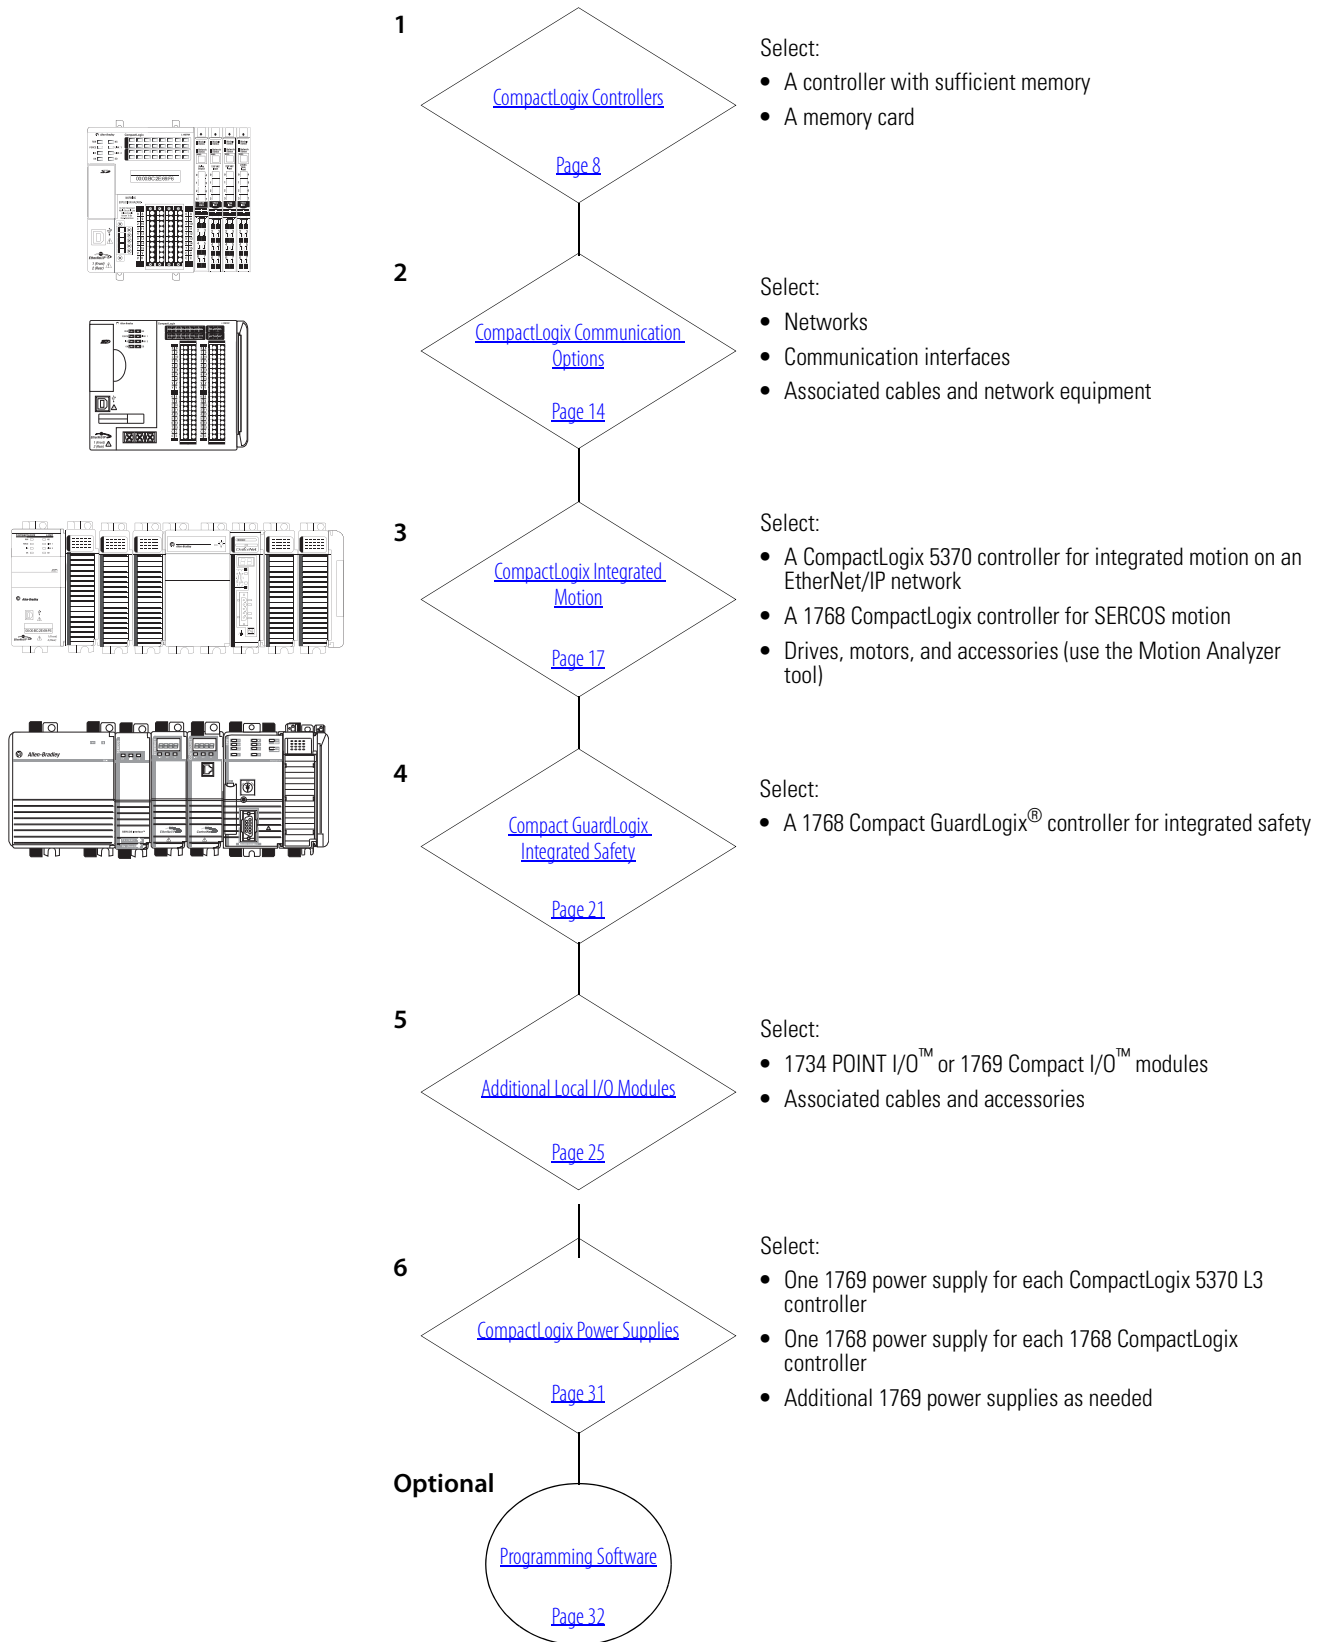 1
CompactLogix Controllers
Page 8
Select:
• A controller with sufficient memory
• A memory card
2
CompactLogix Communication
Options
Page 14
Select:
• Networks
• Communication interfaces
• Associated cables and network equipment
3
CompactLogix Integrated
Motion
Page 17
Select:
• A CompactLogix 5370 controller for integrated motion on an
EtherNet/IP network
• A 1768 CompactLogix controller for SERCOS motion
• Drives, motors, and accessories (use the Motion Analyzer
tool)
Allen-Bradley
4
Compact GuardLogix
Integrated Safety
Page 21
Select:
• A 1768 Compact GuardLogix® controller for integrated safety
5
Additional Local I/O Modules
Page 25
Select:
• 1734 POINT I/O™ or 1769 Compact I/O™ modules
• Associated cables and accessories
6
CompactLogix Power Supplies
Page 31
Select:
• One 1769 power supply for each CompactLogix 5370 L3
controller
• One 1768 power supply for each 1768 CompactLogix
controller
• Additional 1769 power supplies as needed
Optional
Programming Software
Page 32